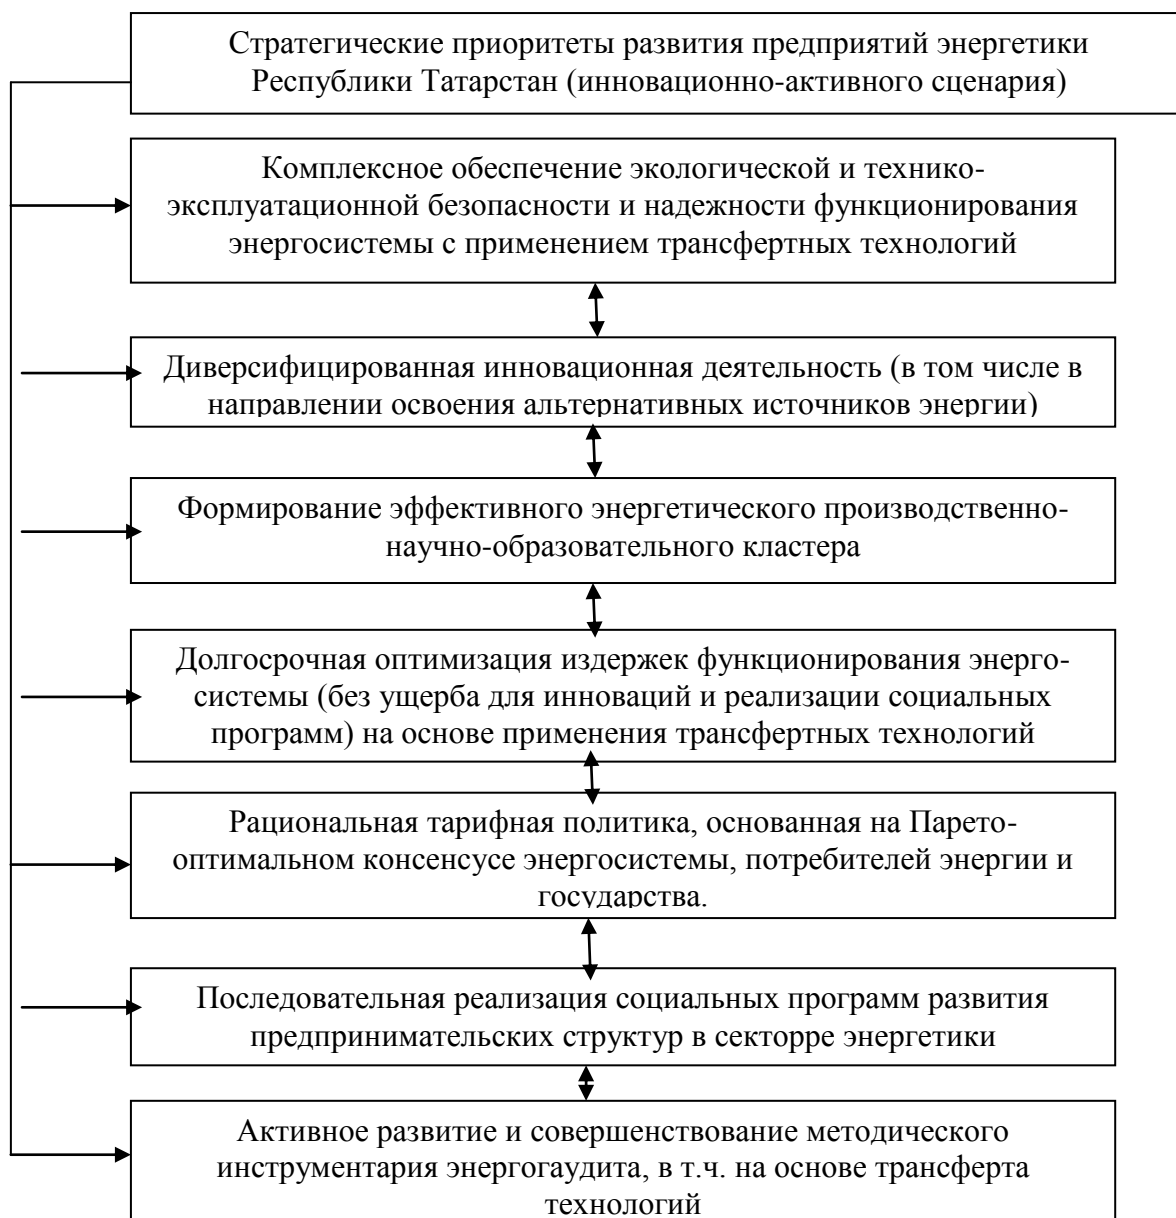 Стратегические приоритеты развития предприятий энергетики
Республики Татарстан (инновационно-активного сценария)
Комплексное обеспечение экологической и технико-
эксплуатационной безопасности и надежности функционирования
энергосистемы с применением трансфертных технологий
Диверсифицированная инновационная деятельность (в том числе в
направлении освоения альтернативных источников энергии)
Формирование эффективного энергетического производственно-
научно-образовательного кластера
Долгосрочная оптимизация издержек функционирования энерго-
системы (без ущерба для инноваций и реализации социальных
программ) на основе применения трансфертных технологий
Рациональная тарифная политика, основанная на Парето-
оптимальном консенсусе энергосистемы, потребителей энергии и
государства.
Последовательная реализация социальных программ развития
предпринимательских структур в секторре энергетики
Активное развитие и совершенствование методического
инструментария энергогаудита, в т.ч. на основе трансферта
технологий